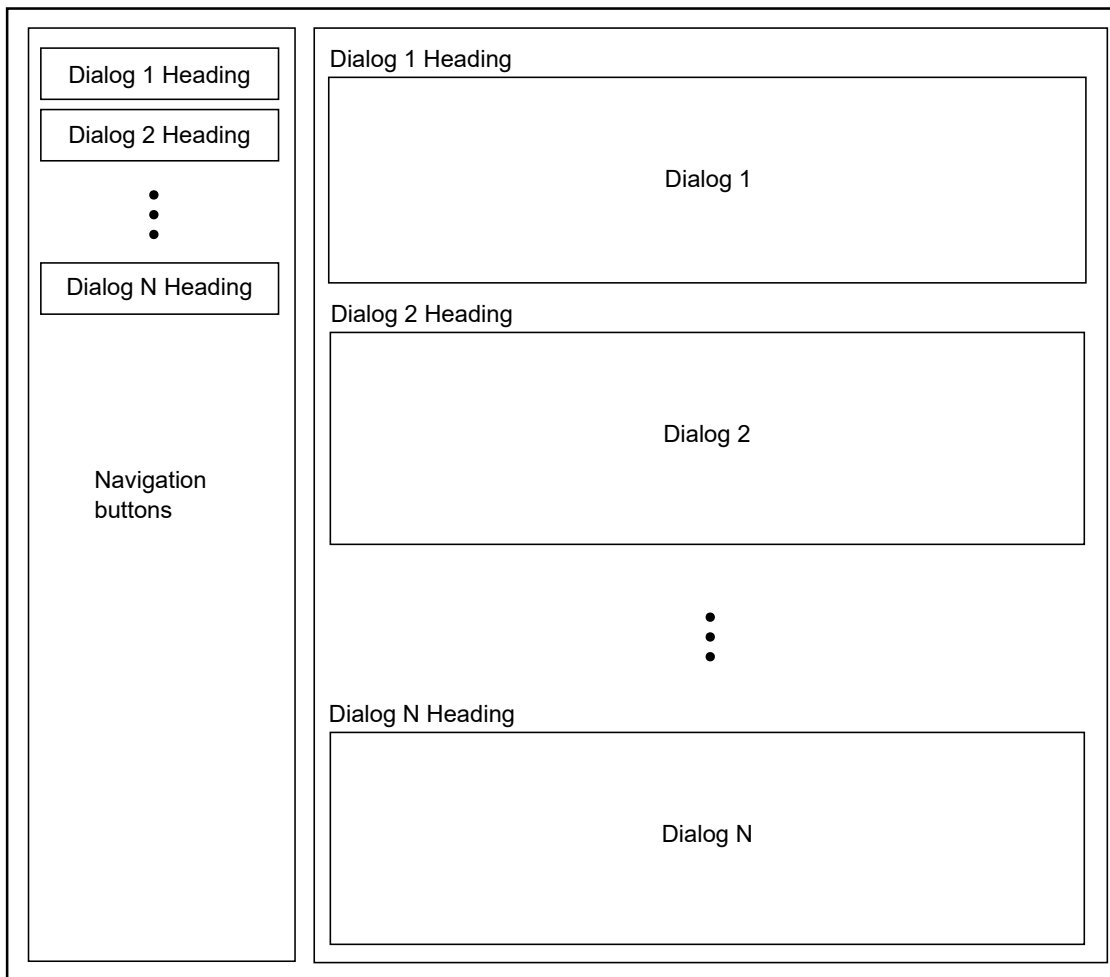 Dialog 1 Heading
Dialog 2 Heading
Dialog N Heading
Navigation
buttons
Dialog 1 Heading
Dialog 1
Dialog 2 Heading
Dialog 2
Dialog N Heading
Dialog N